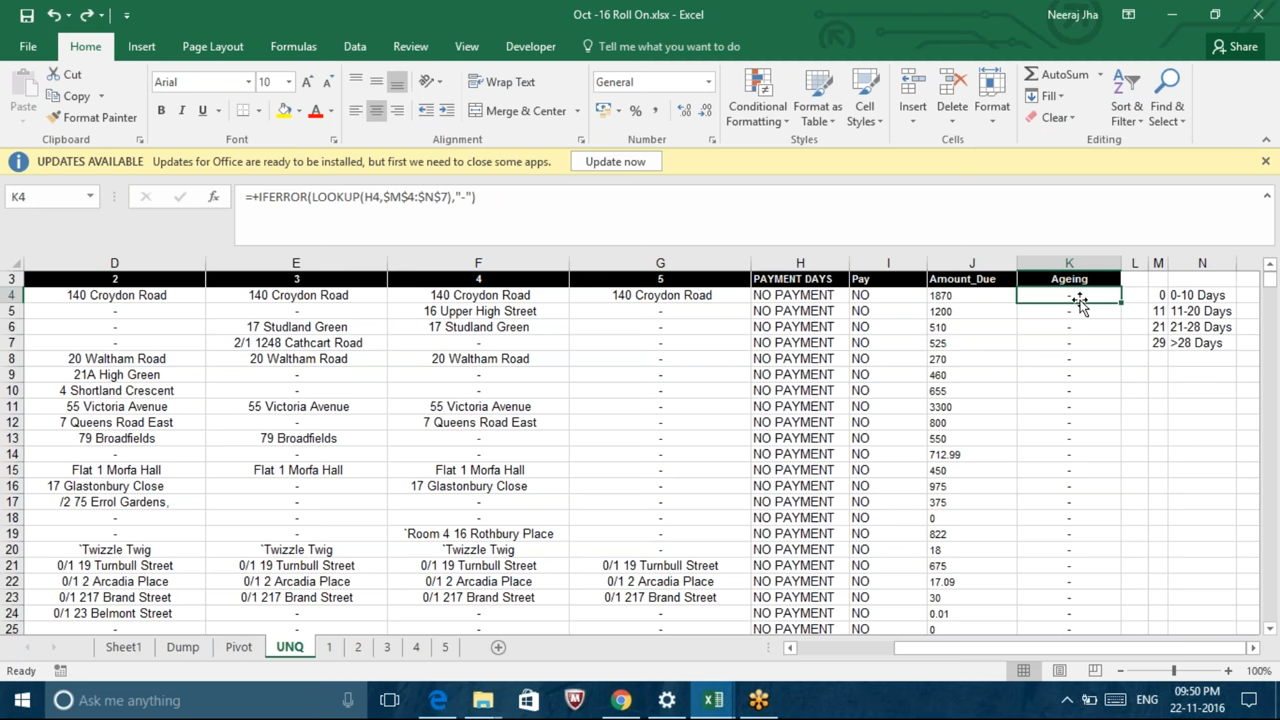 Oct -16 Roll On.xlsx - Excel
Neeraj Jha
File Home Insert Page Layout Formulas Data Review View Developer Tell me what you want to do Share
Paste
Cut
Copy
Format Painter
Clipboard
Arial 10
B I U
Font
Wrap Text
Merge & Center
Alignment
General
Number
Conditional Formatting
Format as Table
Cell Styles
Styles
Insert Delete Format
Cells
AutoSum
Fill
Clear
Sort & Filter
Find & Select
Editing
UPDATES AVAILABLE Updates for Office are ready to be installed, but first we need to close some apps. Update now
K4 fx =+IFERROR(LOOKUP(H4,$M$4:$N$7),"-")
D E F G H I J K L M N
3 2 3 4 5 PAYMENT DAYS Pay Amount_Due Ageing
4 140 Croydon Road 140 Croydon Road 140 Croydon Road 140 Croydon Road NO PAYMENT NO 1870 - 0 0-10 Days
5 - - 16 Upper High Street - NO PAYMENT NO 1200 - 11 11-20 Days
6 - 17 Studland Green 17 Studland Green - NO PAYMENT NO 510 - 21 21-28 Days
7 - 2/1 1248 Cathcart Road - - NO PAYMENT NO 525 - 29 >28 Days
8 20 Waltham Road 20 Waltham Road 20 Waltham Road - NO PAYMENT NO 270 -
9 21A High Green - - - NO PAYMENT NO 460 -
10 4 Shortland Crescent - - - NO PAYMENT NO 655 -
11 55 Victoria Avenue 55 Victoria Avenue 55 Victoria Avenue - NO PAYMENT NO 3300 -
12 7 Queens Road East - 7 Queens Road East - NO PAYMENT NO 800 -
13 79 Broadfields 79 Broadfields - - NO PAYMENT NO 550 -
14 - - - - NO PAYMENT NO 712.99 -
15 Flat 1 Morfa Hall Flat 1 Morfa Hall Flat 1 Morfa Hall - NO PAYMENT NO 450 -
16 17 Glastonbury Close - 17 Glastonbury Close - NO PAYMENT NO 975 -
17 /2 75 Errol Gardens, - - - NO PAYMENT NO 375 -
18 - - - - NO PAYMENT NO 0 -
19 - - `Room 4 16 Rothbury Place - NO PAYMENT NO 822 -
20 `Twizzle Twig `Twizzle Twig `Twizzle Twig - NO PAYMENT NO 18 -
21 0/1 19 Turnbull Street 0/1 19 Turnbull Street 0/1 19 Turnbull Street 0/1 19 Turnbull Street NO PAYMENT NO 675 -
22 0/1 2 Arcadia Place 0/1 2 Arcadia Place 0/1 2 Arcadia Place 0/1 2 Arcadia Place NO PAYMENT NO 17.09 -
23 0/1 217 Brand Street 0/1 217 Brand Street 0/1 217 Brand Street 0/1 217 Brand Street NO PAYMENT NO 30 -
24 0/1 23 Belmont Street - - - NO PAYMENT NO 0.01 -
25 - - - - NO PAYMENT NO 0 -
Sheet1 Dump Pivot UNQ 1 2 3 4 5
Ready 100%
Ask me anything ENG 09:50 PM
22-11-2016